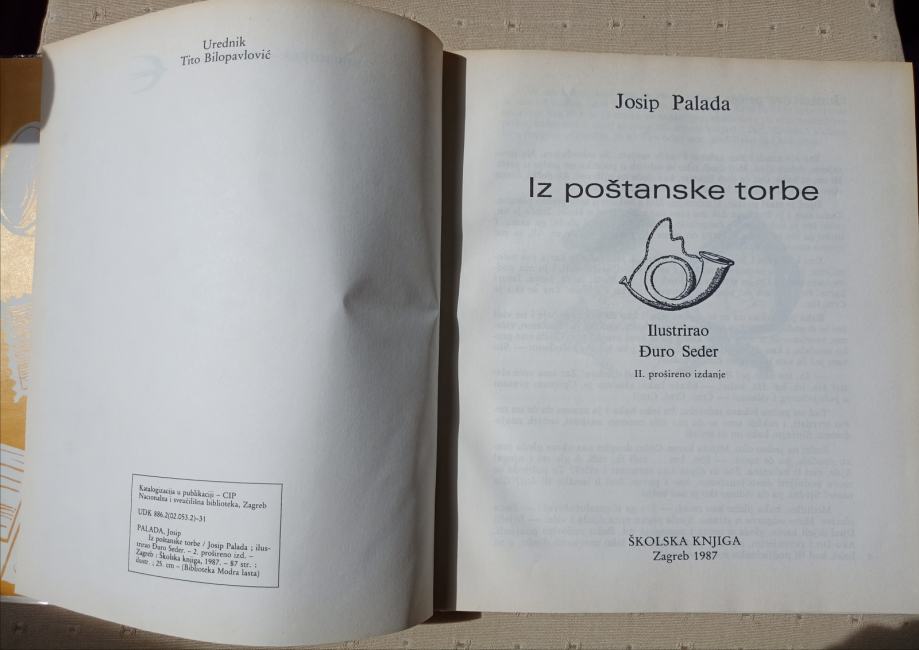 Urednik
Tito Bilopavlović
Katalogizacija u publikaciji – CIP
Nacionalna i sveučilišna biblioteka, Zagreb
UDK 886.2(02.053.2)–31
PALADA, Josip
Iz poštanske torbe / Josip Palada ; ilus-
trirao Đuro Seder. – 2. prošireno izd. –
Zagreb : Školska knjiga, 1987. – 87 str. :
ilustr. ; 25. cm – (Biblioteka Modra lasta)
Josip Palada
Iz poštanske torbe
Ilustrirao
Đuro Seder
II. prošireno izdanje
ŠKOLSKA KNJIGA
Zagreb 1987